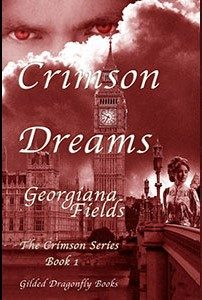 Crimson
Dreams
Georgiana
Fields
The Crimson Series
Book 1
Gilded Dragonfly Books